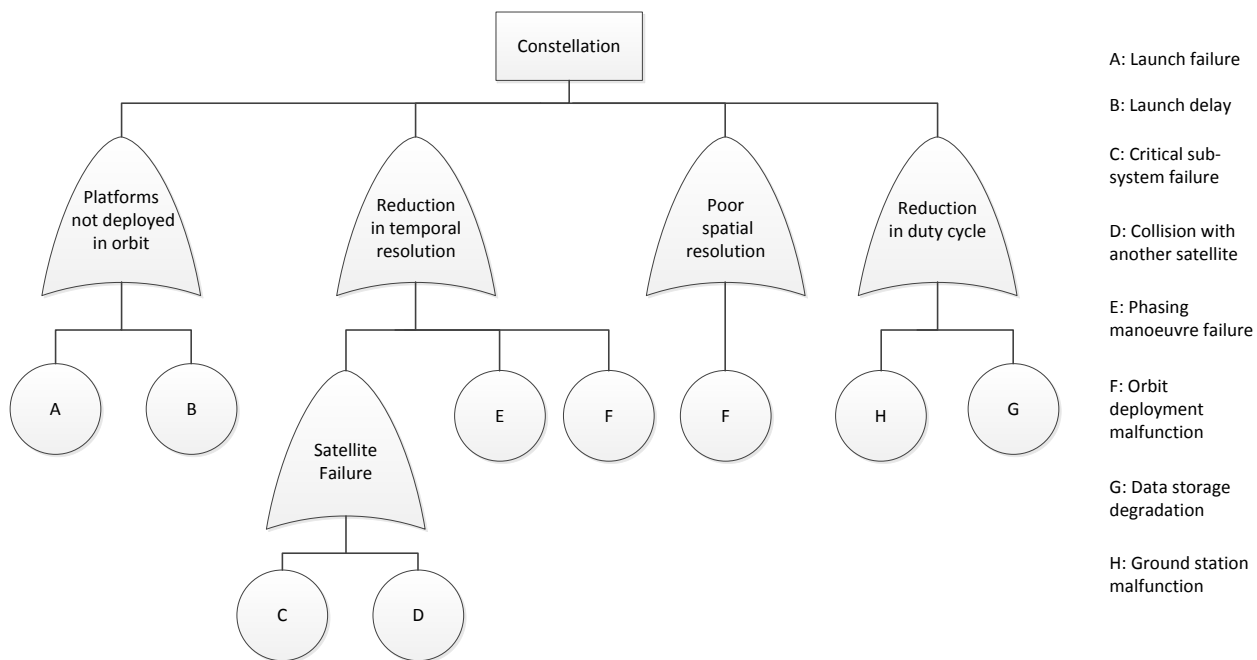 Constellation
Platforms
not deployed
in orbit
Reduction
in temporal
resolution
Poor
spatial
resolution
Reduction
in duty cycle
A
B
E
F
F
H
G
Satellite
Failure
C
D
A: Launch failure
B: Launch delay
C: Critical sub-
system failure
D: Collision with
another satellite
E: Phasing
manoeuvre failure
F: Orbit
deployment
malfunction
G: Data storage
degradation
H: Ground station
malfunction